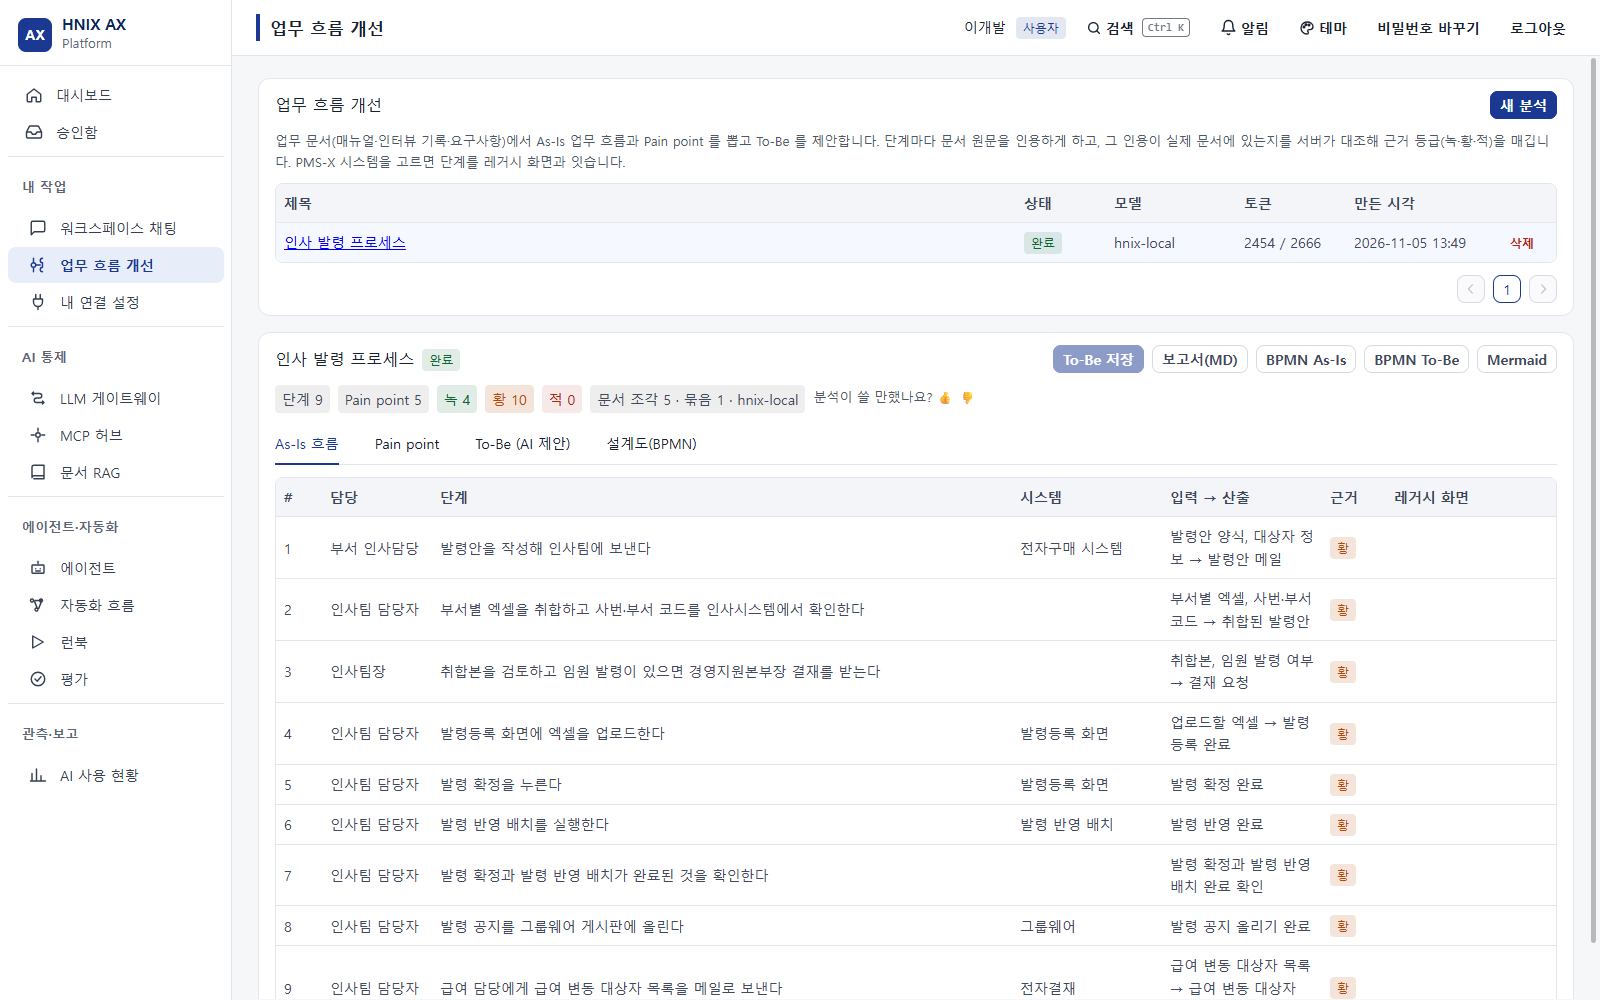 AX
HNIX AX
Platform
대시보드
승인함
내 작업
워크스페이스 채팅
업무 흐름 개선
내 연결 설정
AI 통제
LLM 게이트웨이
MCP 허브
문서 RAG
에이전트·자동화
에이전트
자동화 흐름
런북
평가
관측·보고
AI 사용 현황
업무 흐름 개선
이개발 사용자 검색 Ctrl K 알림 테마 비밀번호 바꾸기 로그아웃
업무 흐름 개선
새 분석
업무 문서(매뉴얼·인터뷰 기록·요구사항)에서 As-Is 업무 흐름과 Pain point 를 뽑고 To-Be 를 제안합니다. 단계마다 문서 원문을 인용하게 하고, 그 인용이 실제 문서에 있는지를 서버가 대조해 근거 등급(녹·황·적)을 매깁니
다. PMS-X 시스템을 고르면 단계를 레거시 화면과 잇습니다.
제목 상태 모델 토큰 만든 시각
인사 발령 프로세스 완료 hnix-local 2454 / 2666 2026-11-05 13:49 삭제
1
인사 발령 프로세스 완료
To-Be 저장 보고서(MD) BPMN As-Is BPMN To-Be Mermaid
단계 9 Pain point 5 녹 4 황 10 적 0 문서 조각 5 · 묶음 1 · hnix-local 분석이 쓸 만했나요? 👍 👎
As-Is 흐름 Pain point To-Be (AI 제안) 설계도(BPMN)
# 담당 단계 시스템 입력 → 산출 근거 레거시 화면
1 부서 인사담당 발령안을 작성해 인사팀에 보낸다 전자구매 시스템 발령안 양식, 대상자 정
보 → 발령안 메일 황
2 인사팀 담당자 부서별 엑셀을 취합하고 사번·부서 코드를 인사시스템에서 확인한다 부서별 엑셀, 사번·부서
코드 → 취합된 발령안 황
3 인사팀장 취합본을 검토하고 임원 발령이 있으면 경영지원본부장 결재를 받는다 취합본, 임원 발령 여부
→ 결재 요청 황
4 인사팀 담당자 발령등록 화면에 엑셀을 업로드한다 발령등록 화면 업로드할 엑셀 → 발령
등록 완료 황
5 인사팀 담당자 발령 확정을 누른다 발령등록 화면 발령 확정 완료 황
6 인사팀 담당자 발령 반영 배치를 실행한다 발령 반영 배치 발령 반영 완료 황
7 인사팀 담당자 발령 확정과 발령 반영 배치가 완료된 것을 확인한다 발령 확정과 발령 반영
배치 완료 확인 황
8 인사팀 담당자 발령 공지를 그룹웨어 게시판에 올린다 그룹웨어 발령 공지 올리기 완료 황
9 인사팀 담당자 급여 담당에게 급여 변동 대상자 목록을 메일로 보낸다 전자결재 급여 변동 대상자 목록
→ 급여 변동 대상자 황